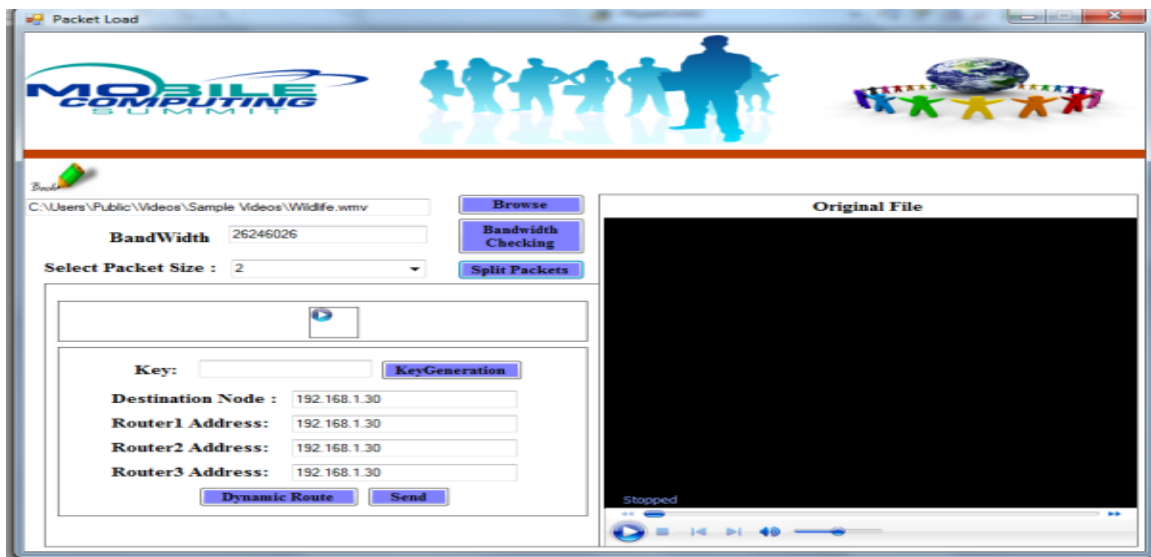 Packet Load
MOBILE
COMPUTING
SUMMIT
Back
C:\Users\Public\Videos\Sample Videos\Wildlife.wmv
Browse
BandWidth 26246026
Bandwidth
Checking
Select Packet Size : 2
Split Packets
Original File
Key:
KeyGeneration
Destination Node : 192.168.1.30
Router1 Address: 192.168.1.30
Router2 Address: 192.168.1.30
Router3 Address: 192.168.1.30
Dynamic Route
Send
Stopped